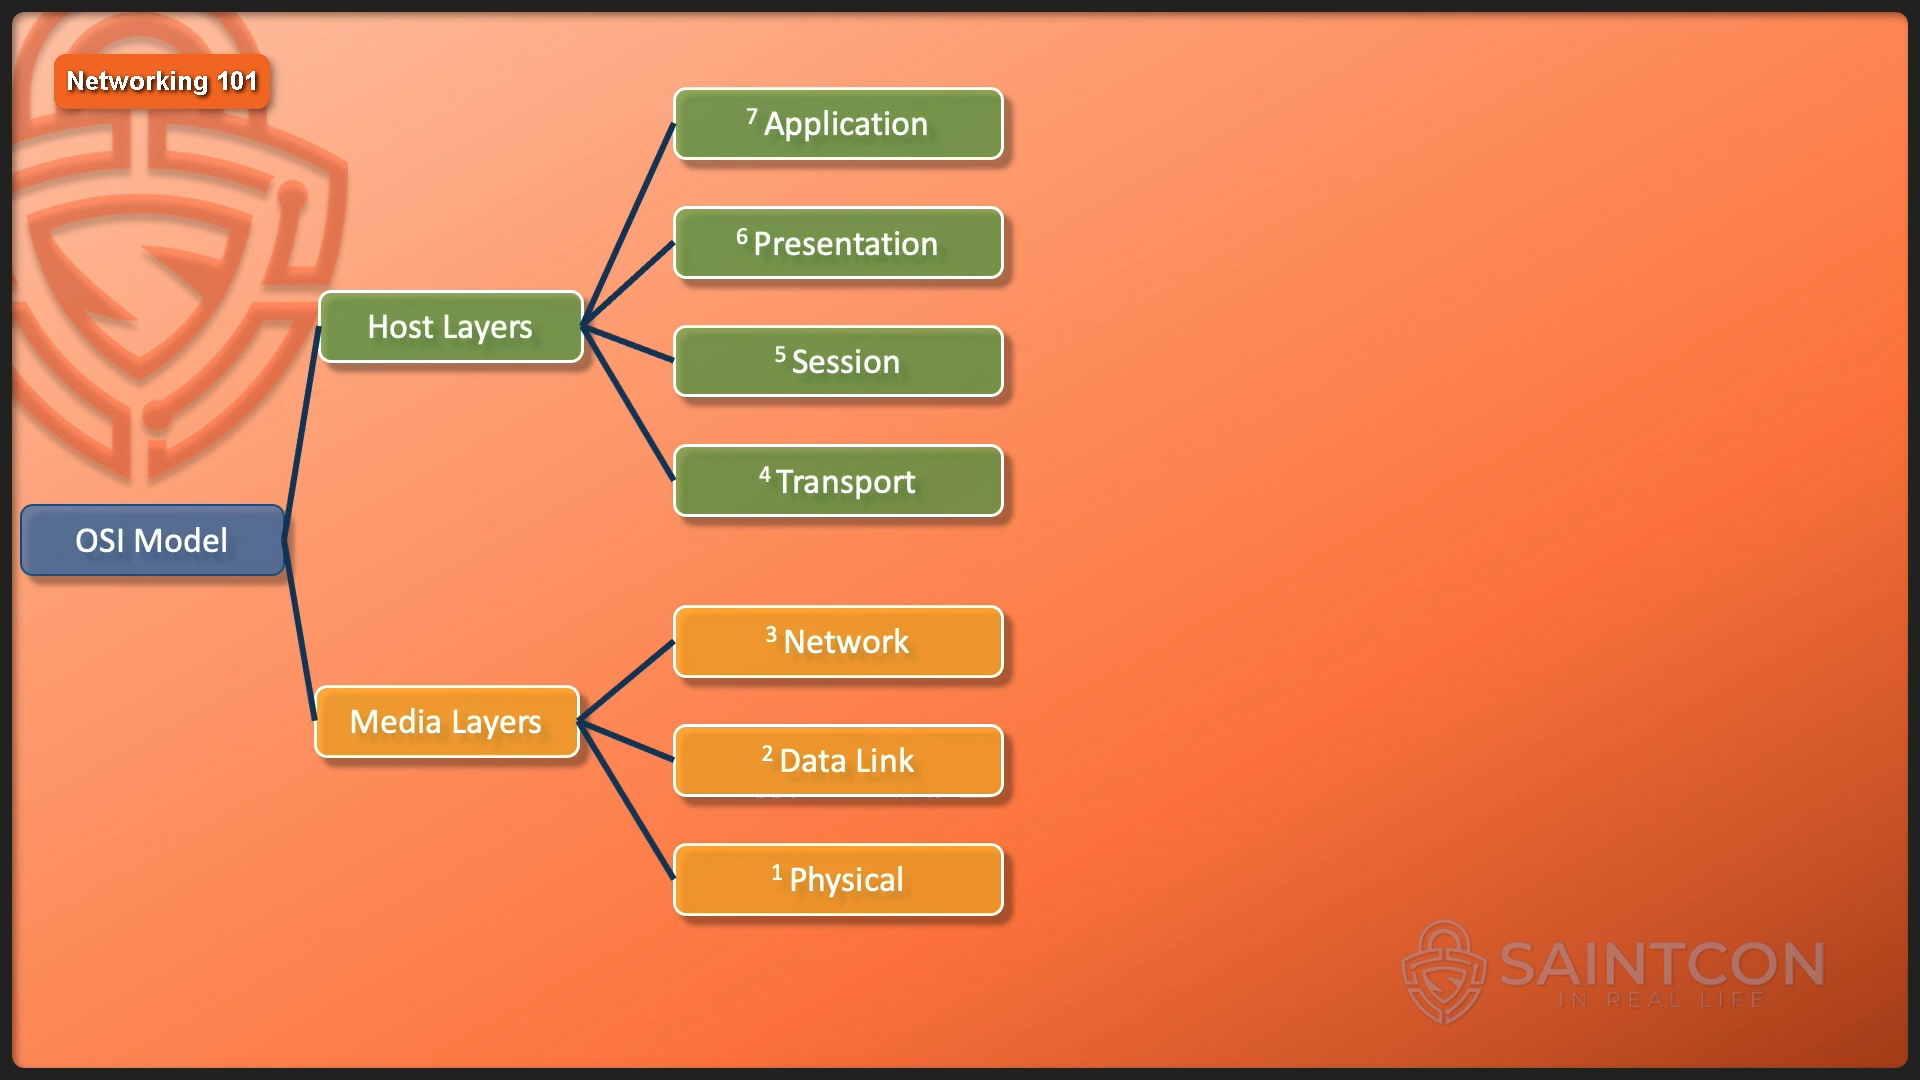 Networking 101
7 Application
6 Presentation
Host Layers
5 Session
4 Transport
OSI Model
3 Network
Media Layers
2 Data Link
1 Physical
SAINTCON
IN REAL LIFE